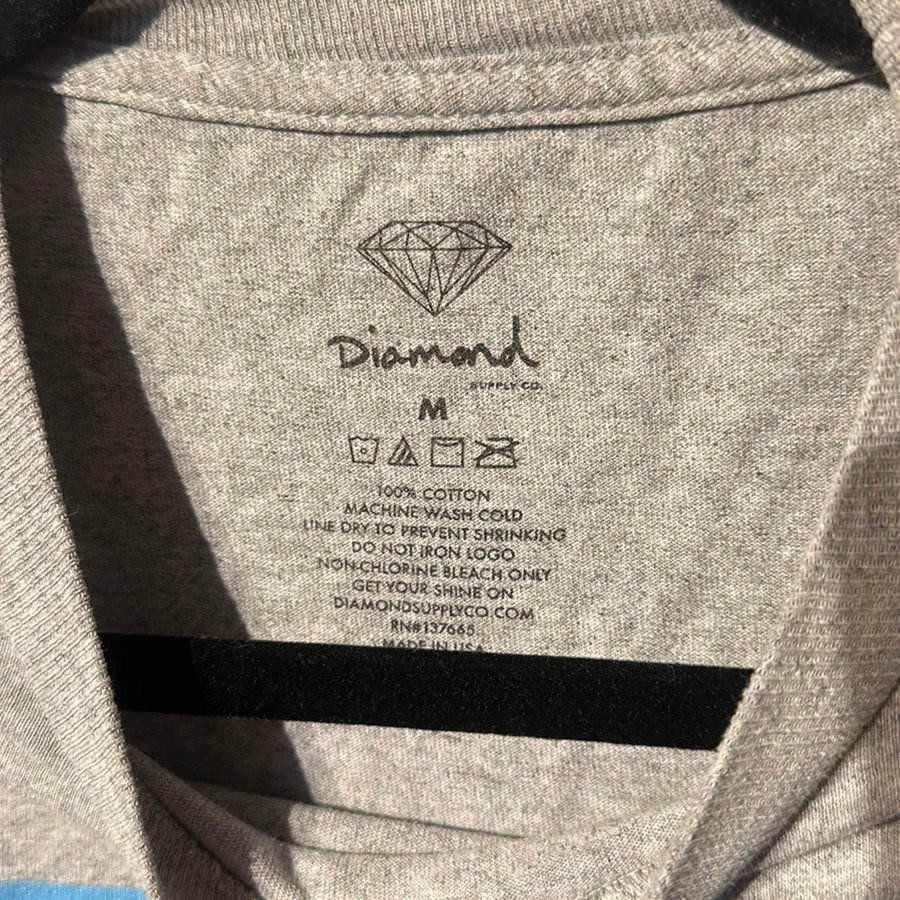 Diamond
SUPPLY CO.
M
100% COTTON
MACHINE WASH COLD
LINE DRY TO PREVENT SHRINKING
DO NOT IRON LOGO
NON-CHLORINE BLEACH ONLY
GET YOUR SHINE ON
DIAMONDSUPPLYCO.COM
RN#137665
MADE IN USA